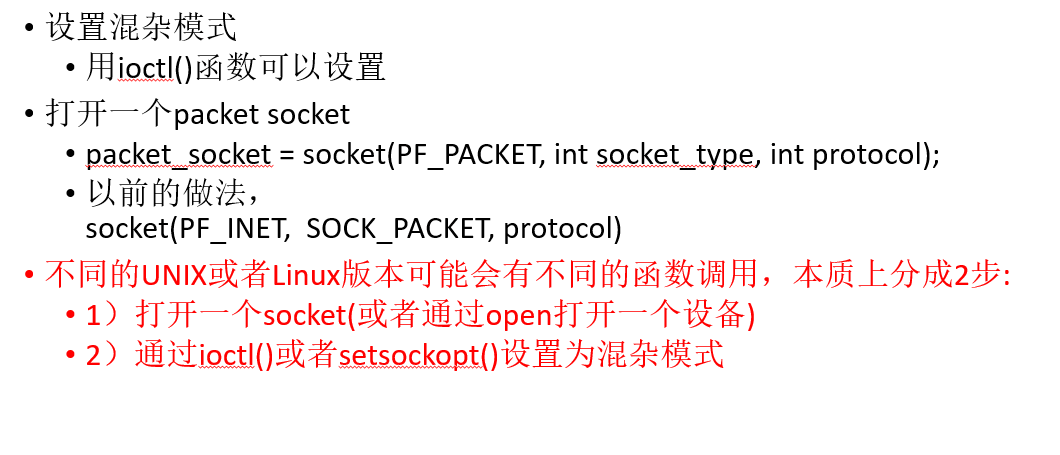 • 设置混杂模式
• 用ioctl()函数可以设置
• 打开一个packet socket
• packet_socket = socket(PF_PACKET, int socket_type, int protocol);
• 以前的做法，
socket(PF_INET,  SOCK_PACKET, protocol)
• 不同的UNIX或者Linux版本可能会有不同的函数调用，本质上分成2步:
• 1）打开一个socket(或者通过open打开一个设备)
• 2）通过ioctl()或者setsockopt()设置为混杂模式